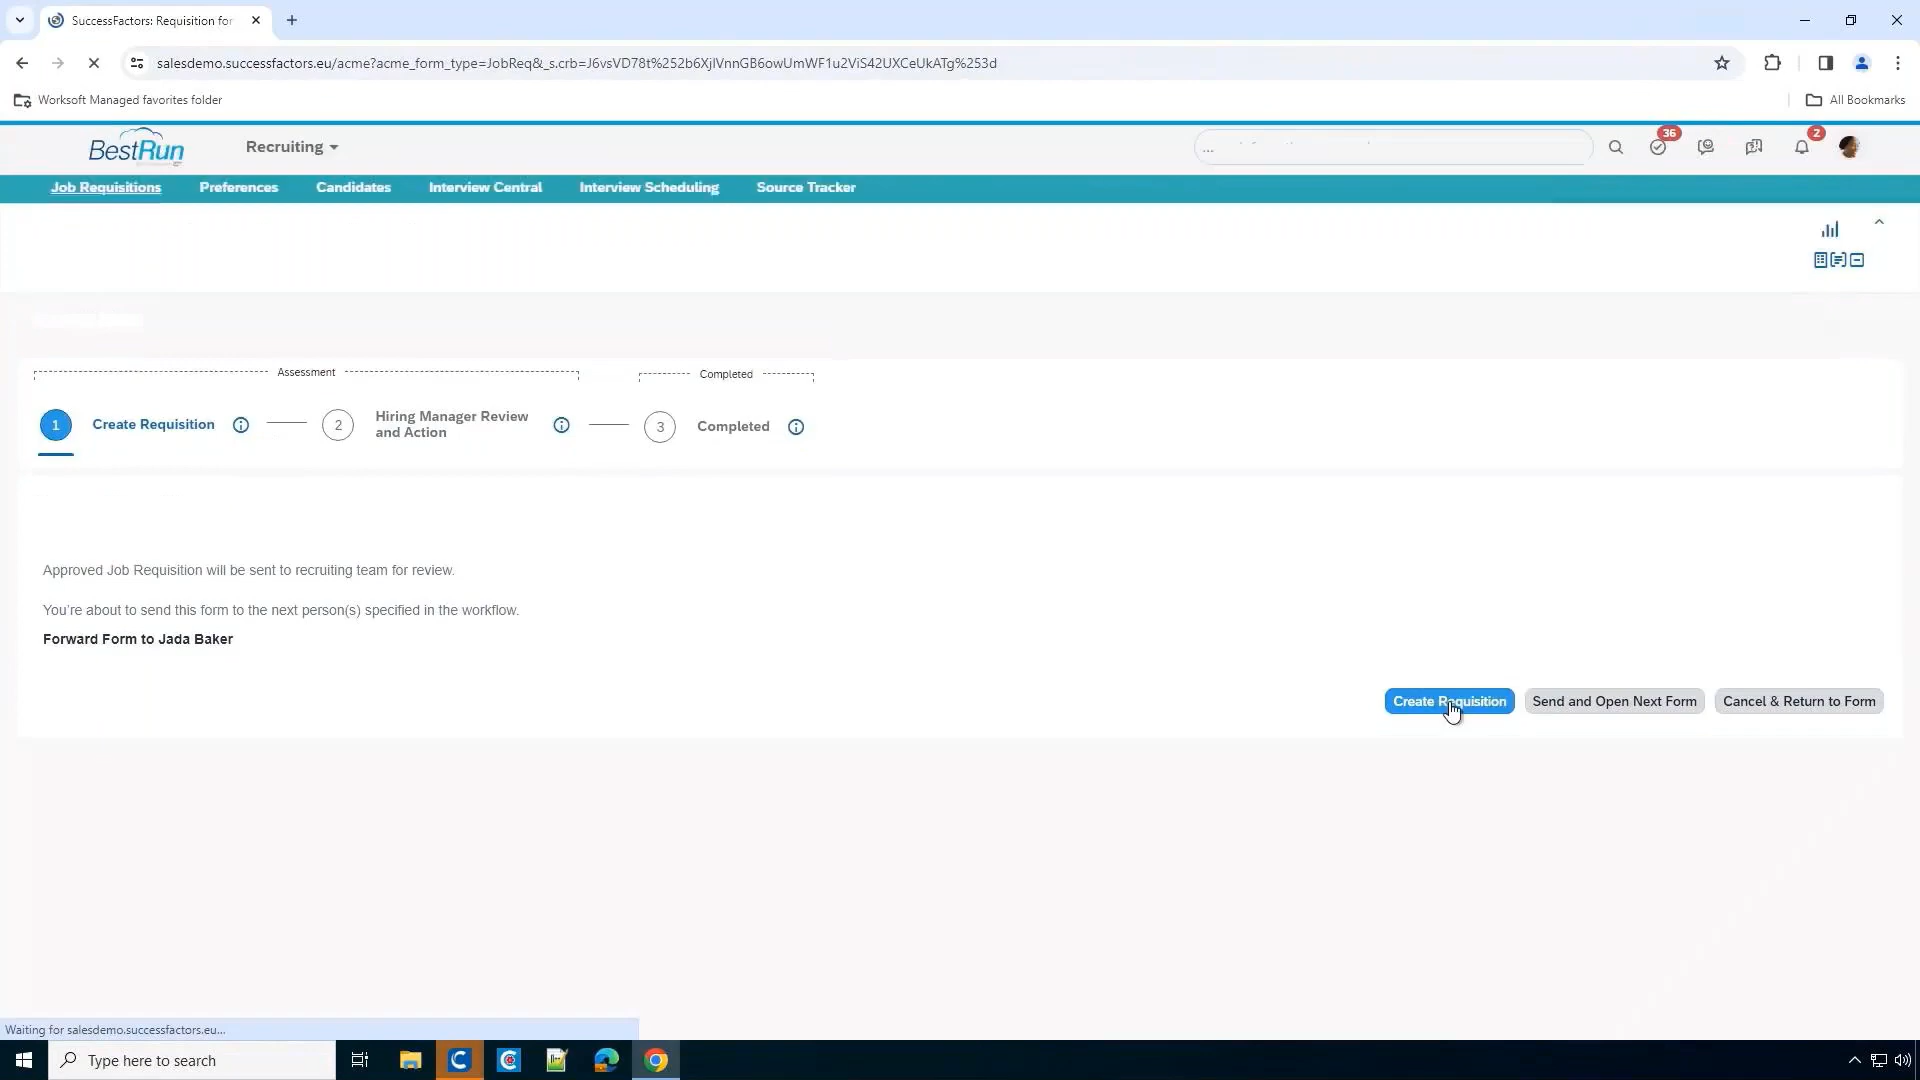 SuccessFactors: Requisition for
salesdemo.successfactors.eu/acme?acme_form_type=JobReq&_s.crb=J6vsVD78t%252b6XjlVnnGB6owUmWF1u2ViS42UXCeUkATg%253d
Worksoft Managed favorites folder
All Bookmarks
BestRun
Recruiting
...
36
2
Job Requisitions
Preferences
Candidates
Interview Central
Interview Scheduling
Source Tracker
Assessment
Completed
1
Create Requisition
2
Hiring Manager Review
and Action
3
Completed
Approved Job Requisition will be sent to recruiting team for review.
You're about to send this form to the next person(s) specified in the workflow.
Forward Form to Jada Baker
Create Requisition
Send and Open Next Form
Cancel & Return to Form
Waiting for salesdemo.successfactors.eu...
Type here to search